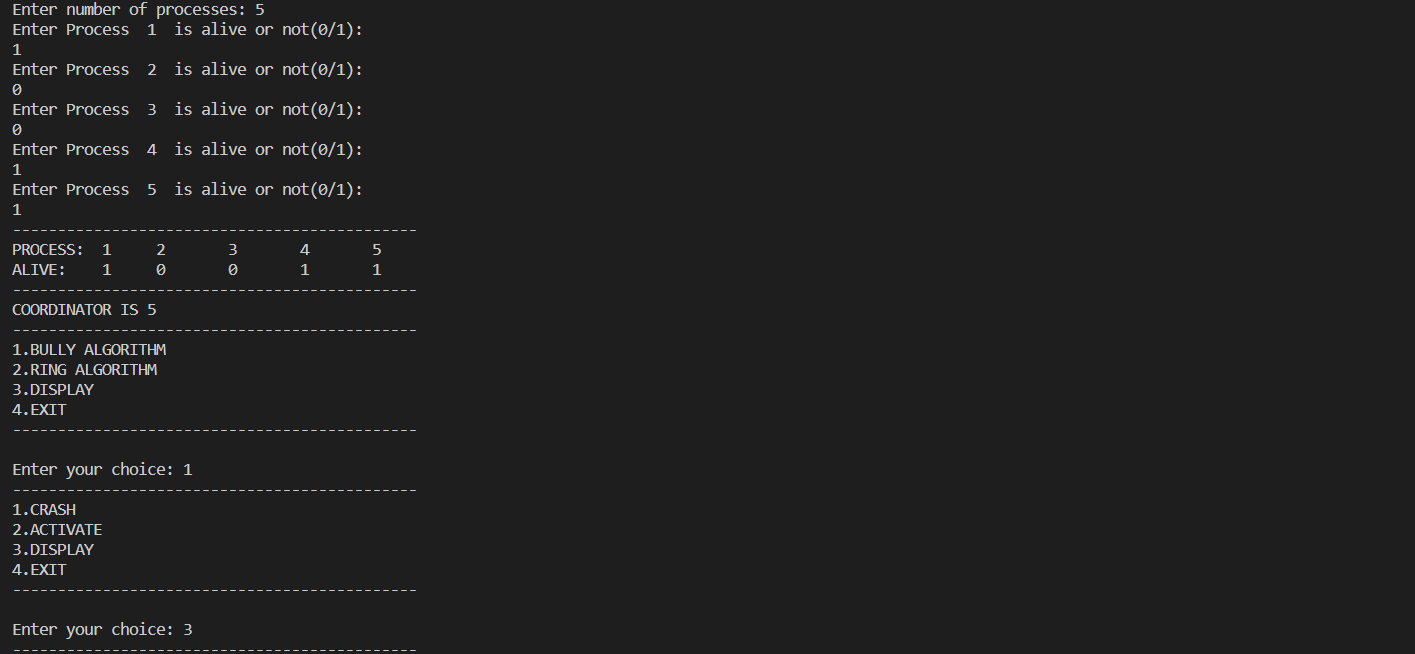 Enter number of processes: 5
Enter Process  1  is alive or not(0/1):
1
Enter Process  2  is alive or not(0/1):
0
Enter Process  3  is alive or not(0/1):
0
Enter Process  4  is alive or not(0/1):
1
Enter Process  5  is alive or not(0/1):
1
---------------------------------------------
PROCESS:  1     2       3       4       5
ALIVE:    1     0       0       1       1
---------------------------------------------
COORDINATOR IS 5
---------------------------------------------
1.BULLY ALGORITHM
2.RING ALGORITHM
3.DISPLAY
4.EXIT
---------------------------------------------
Enter your choice: 1
---------------------------------------------
1.CRASH
2.ACTIVATE
3.DISPLAY
4.EXIT
---------------------------------------------
Enter your choice: 3
---------------------------------------------